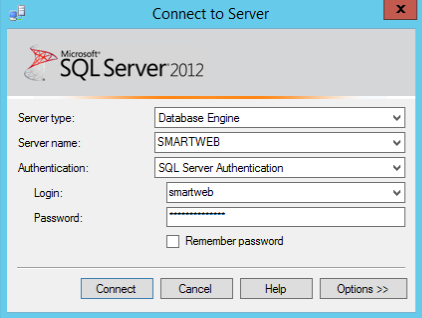 Connect to Server
x
Microsoft
SQL Server 2012
Server type: Database Engine
Server name: SMARTWEB
Authentication: SQL Server Authentication
Login: smartweb
Password: **************
Remember password
Connect Cancel Help Options >>